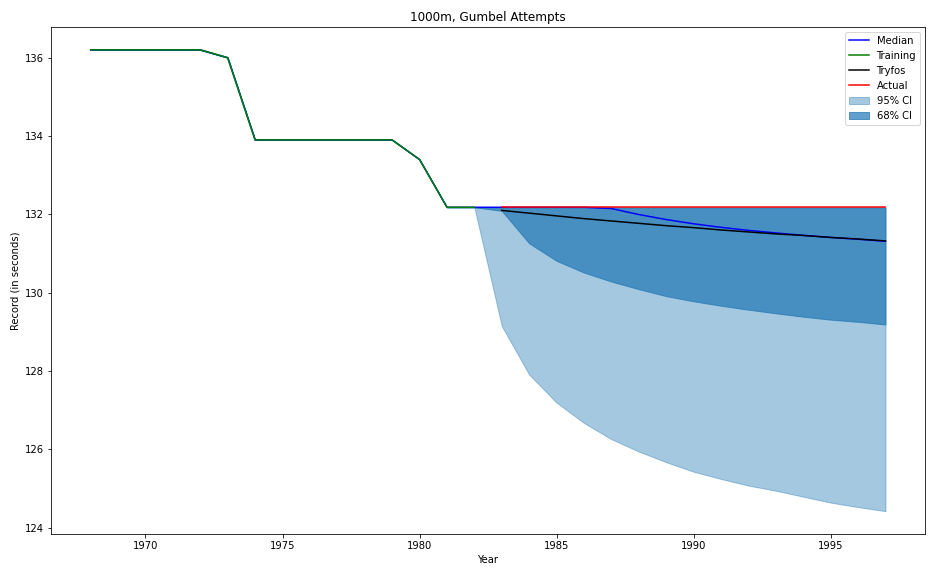 1000m, Gumbel Attempts
Median
Training
Tryfos
Actual
95% CI
68% CI
Record (in seconds)
136
134
132
130
128
126
124
1970
1975
1980
1985
1990
1995
Year